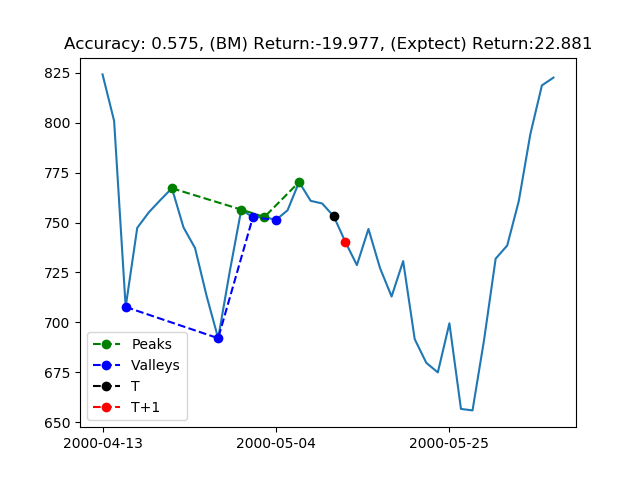 Accuracy: 0.575, (BM) Return:-19.977, (Exptect) Return:22.881
825
800
775
750
725
700
675
650
Peaks
Valleys
T
T+1
2000-04-13
2000-05-04
2000-05-25